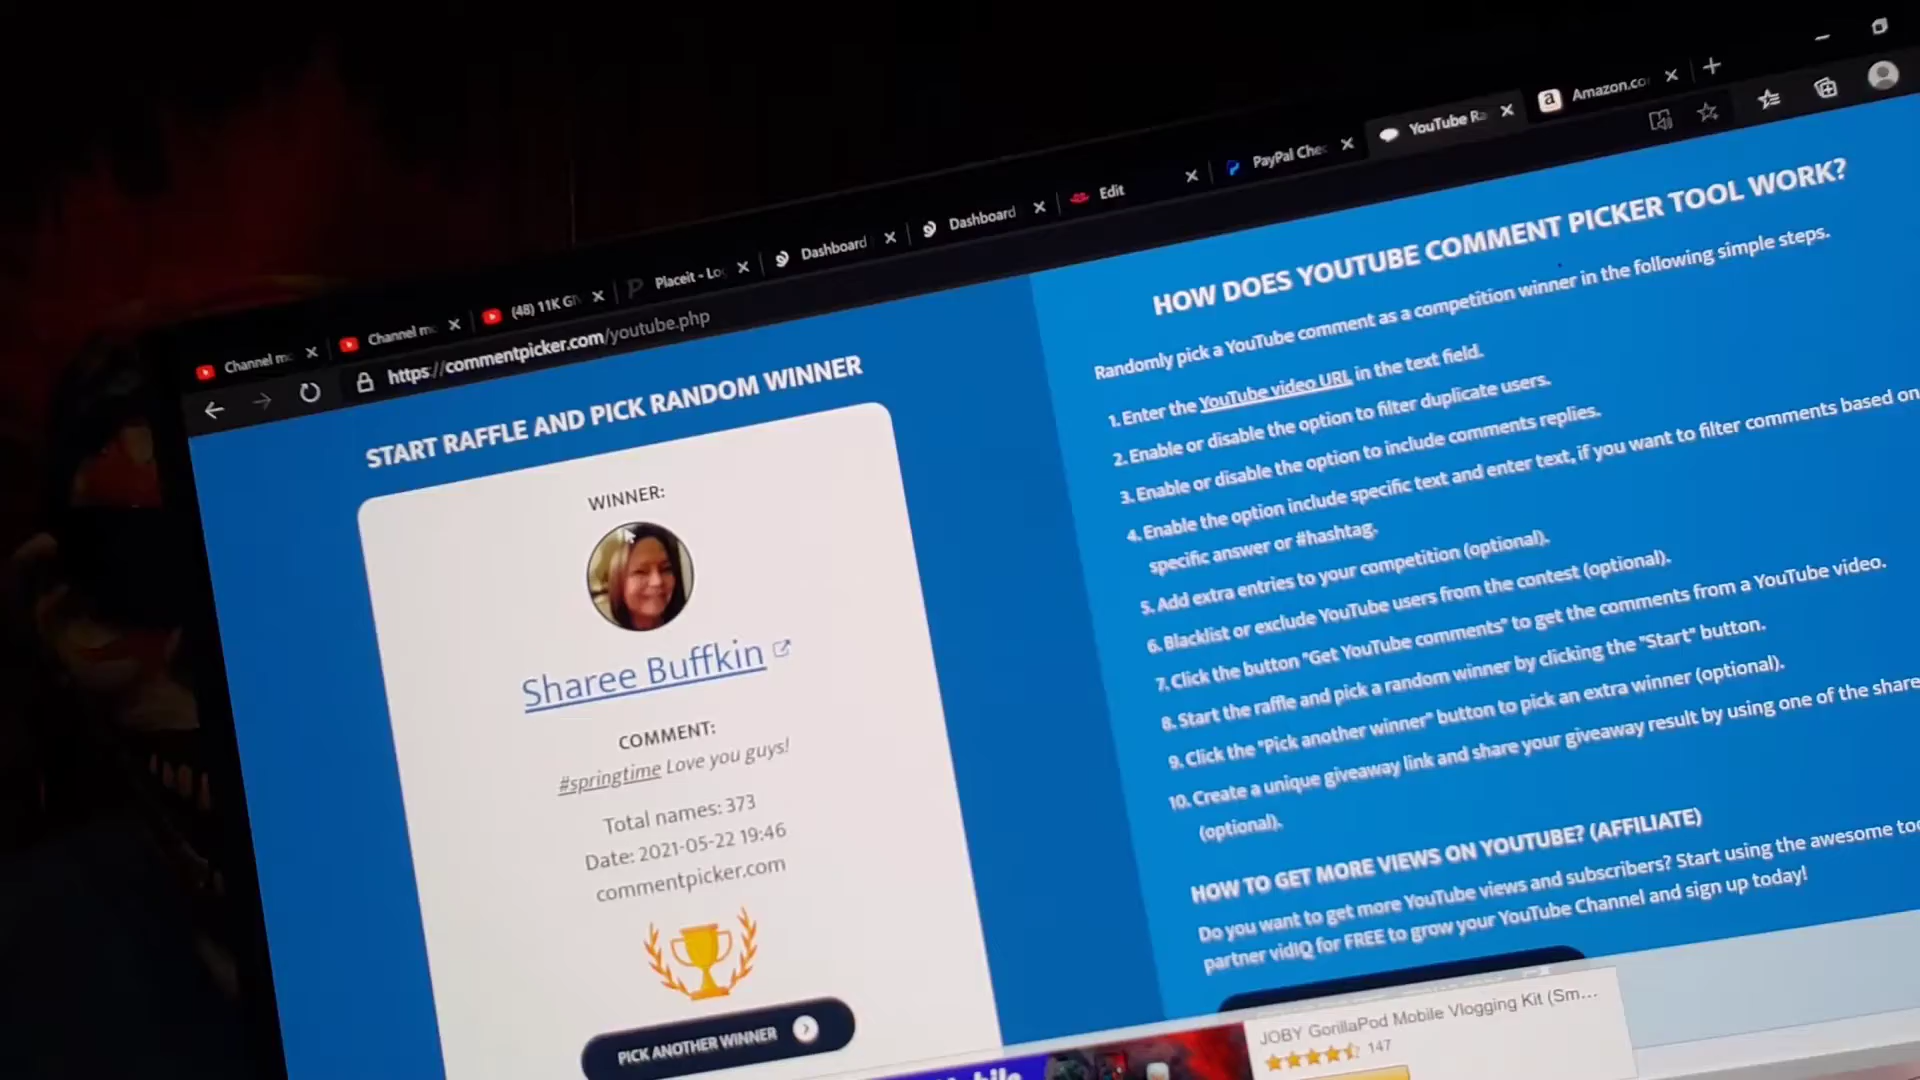 Channel m
Channel m
(48) 11K G
Placeit - Lo
Dashboard
Dashboard
Edit
PayPal Chec
YouTube Ra
Amazon.co
https://commentpicker.com/youtube.php
START RAFFLE AND PICK RANDOM WINNER
WINNER:
Sharee Buffkin
COMMENT:
#springtime Love you guys!
Total names: 373
Date: 2021-05-22 19:46
commentpicker.com
PICK ANOTHER WINNER
HOW DOES YOUTUBE COMMENT PICKER TOOL WORK?
Randomly pick a YouTube comment as a competition winner in the following simple steps.
1. Enter the YouTube video URL in the text field.
2. Enable or disable the option to filter duplicate users.
3. Enable or disable the option to include comments replies.
4. Enable the option include specific text and enter text, if you want to filter comments based on
specific answer or #hashtag.
5. Add extra entries to your competition (optional).
6. Blacklist or exclude YouTube users from the contest (optional).
7. Click the button "Get YouTube comments" to get the comments from a YouTube video.
8. Start the raffle and pick a random winner by clicking the "Start" button.
9. Click the "Pick another winner" button to pick an extra winner (optional).
10. Create a unique giveaway link and share your giveaway result by using one of the share
(optional).
HOW TO GET MORE VIEWS ON YOUTUBE? (AFFILIATE)
Do you want to get more YouTube views and subscribers? Start using the awesome too
partner vidIQ for FREE to grow your YouTube Channel and sign up today!
JOBY GorillaPod Mobile Vlogging Kit (Sm...
147